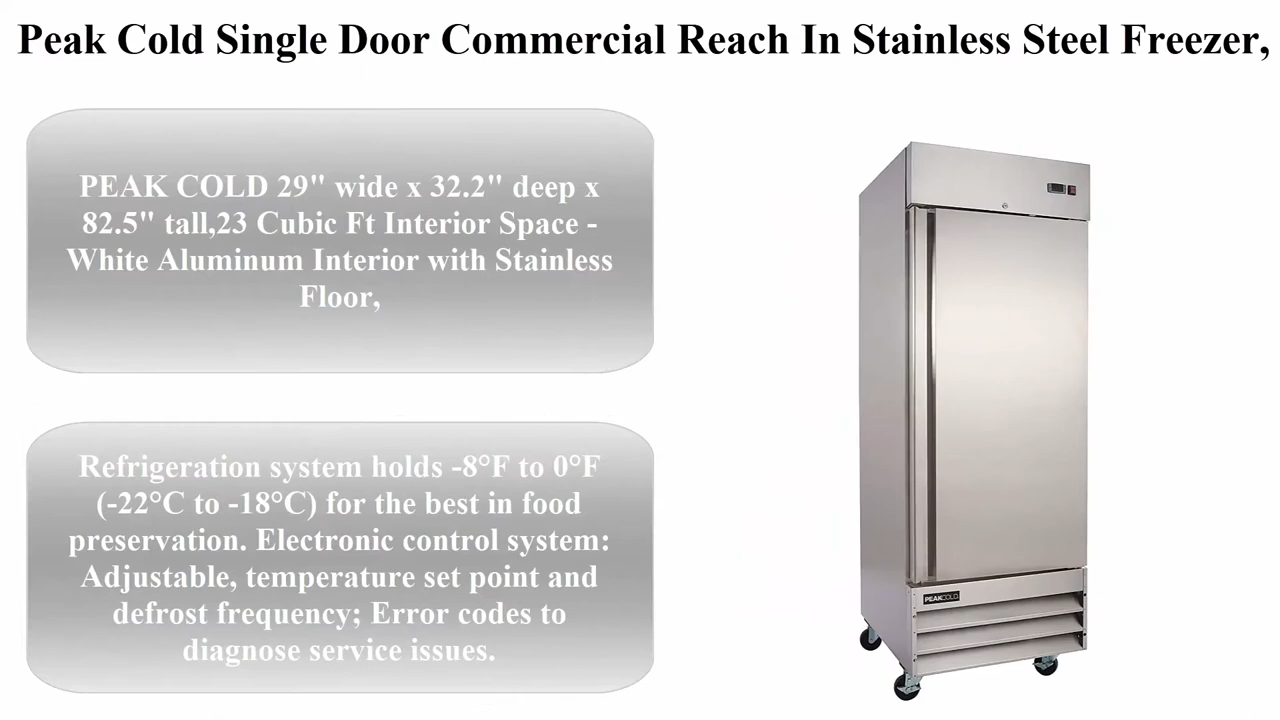 Peak Cold Single Door Commercial Reach In Stainless Steel Freezer,
PEAK COLD 29" wide x 32.2" deep x
82.5" tall,23 Cubic Ft Interior Space -
White Aluminum Interior with Stainless
Floor,
Refrigeration system holds -8°F to 0°F
(-22°C to -18°C) for the best in food
preservation. Electronic control system:
Adjustable, temperature set point and
defrost frequency; Error codes to
diagnose service issues.
PEAKCOLD